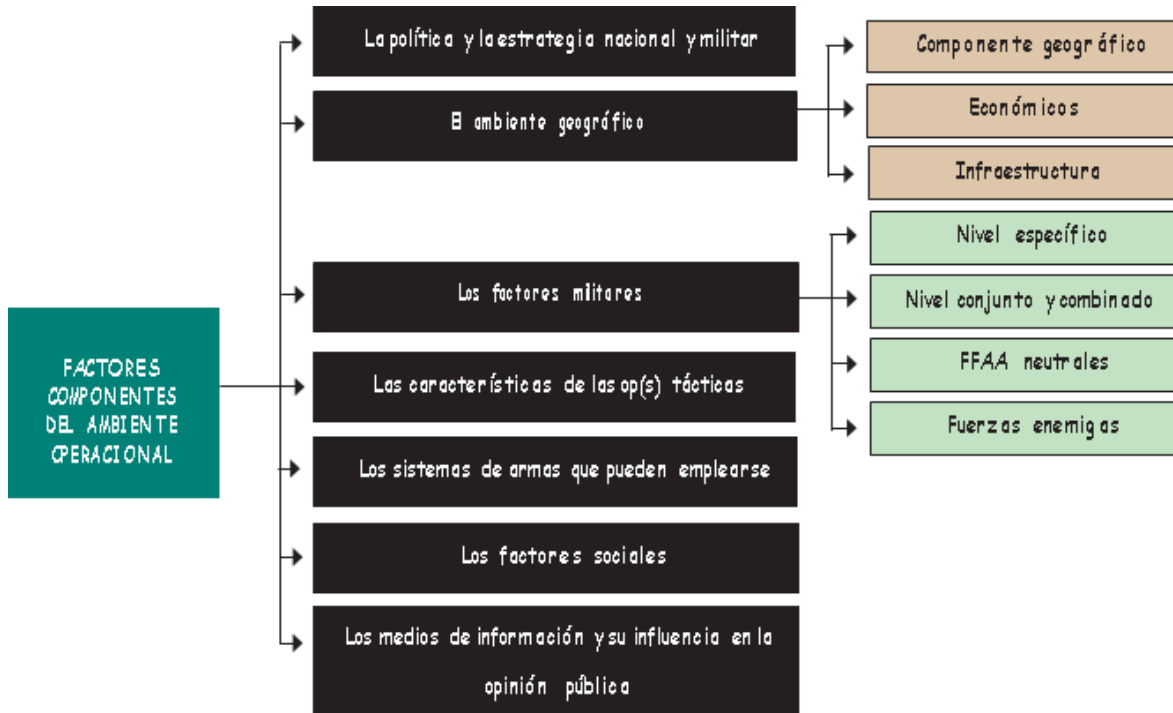 La política y la estrategia nacional y militar
El ambiente geográfico
Los factores militares
Las características de las op(s) tácticas
Los sistemas de armas que pueden emplearse
Los factores sociales
Los medios de información y su influencia en la
opinión pública
FACTORES
COMPONENTES
DEL AMBIENTE
OPERACIONAL
Componente geográfico
Económicos
Infraestructura
Nivel específico
Nivel conjunto y combinado
FFAA neutrales
Fuerzas enemigas